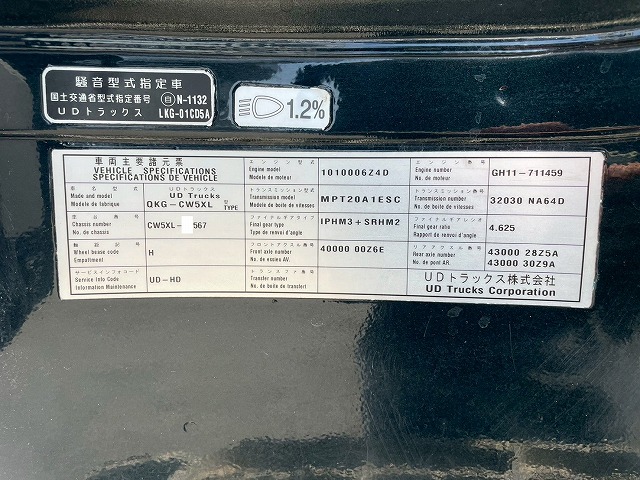 騒音型式指定車
国土交通省型式指定番号 日 N-1132
UDトラックス LKG-01CD5A
1.2%
車両主要諸元票
VEHICLE SPECIFICATIONS
SPECIFICATIONS DE VEHICLE
車名型式
Made and model
Modele de fabrique
UDトラックス
UD Trucks
QKG-CW5XL 型 TYPE
車台番号
Chassis number
No. de chassis
CW5XL- 567
軸距記号
Wheel base code
Empattement
H
サービスインフォコード
Service Info Code
Information Maintenance
UD-HD
エンジン型式
Engine model
Modele de moteur
1010006Z4D
トランスミッション型式
Transmission model
Modele de boite de vitesses
MPT20A1ESC
ファイナルギアタイプ
Final gear type
Type de renvoi d'angle
IPHM3+SRHM2
フロントアクスル番号
Front axle number
No. de essieu AV.
40000 00Z6E
トランスファ番号
Transfer number
No. de boite de transfert
エンジン番号
Engine number
No. de moteur
GH11-711459
トランスミッション番号
Transmission number
No. de boite de vitesses
32030 NA64D
ファイナルギアレシオ
Final gear ratio
Rapport de renvoi d'angle
4.625
リアアクスル番号
Rear axle number
No. de pont AR.
43000 28Z5A
43000 30Z9A
UDトラックス株式会社
UD Trucks Corporation